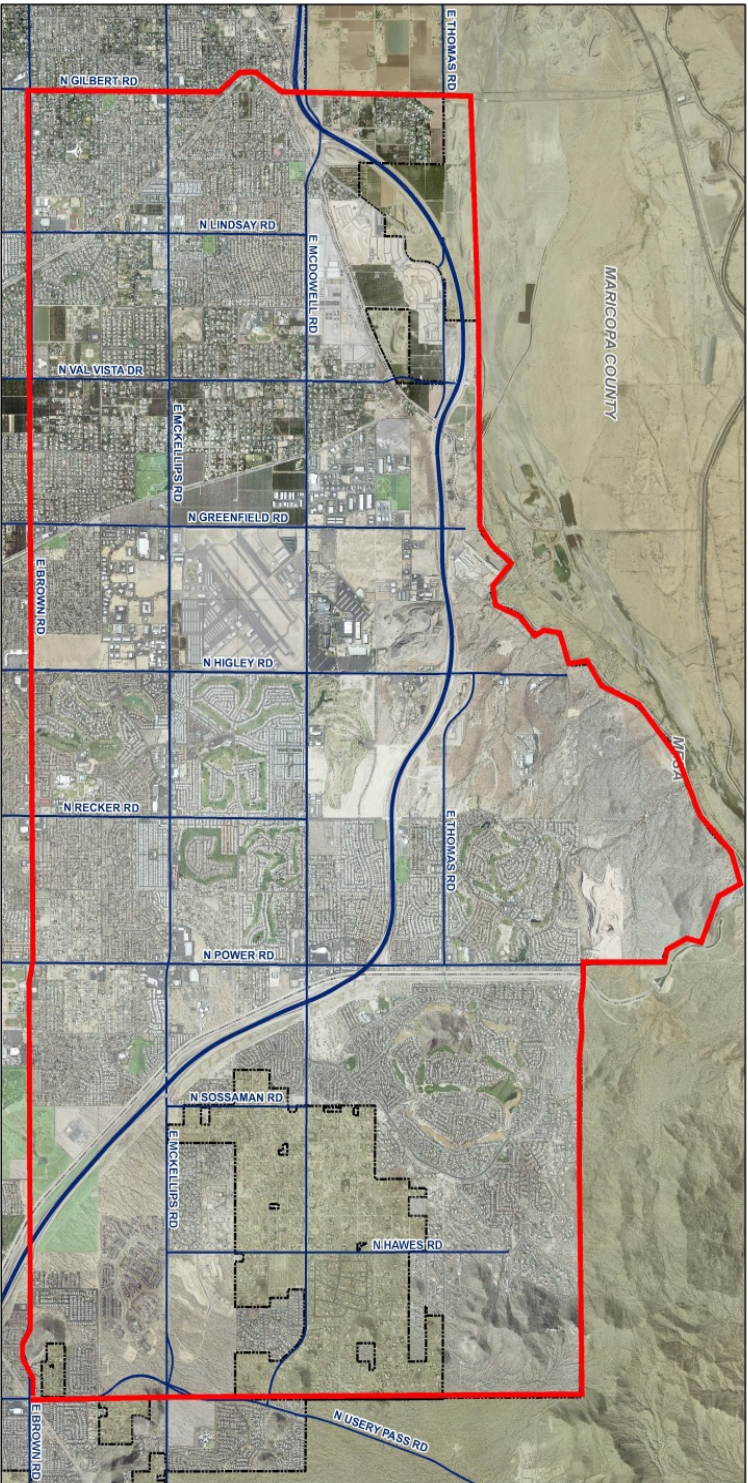 N GILBERT RD
E THOMAS RD
N LINDSAY RD
E MCDOWELL RD
MARICOPA COUNTY
N VAL VISTA DR
E MCKELLIPS RD
N GREENFIELD RD
E BROWN RD
N HIGLEY RD
MESA
N RECKER RD
E THOMAS RD
N POWER RD
N SOSSAMAN RD
E MCKELLIPS RD
N HAWES RD
E BROWN RD
N USERY PASS RD